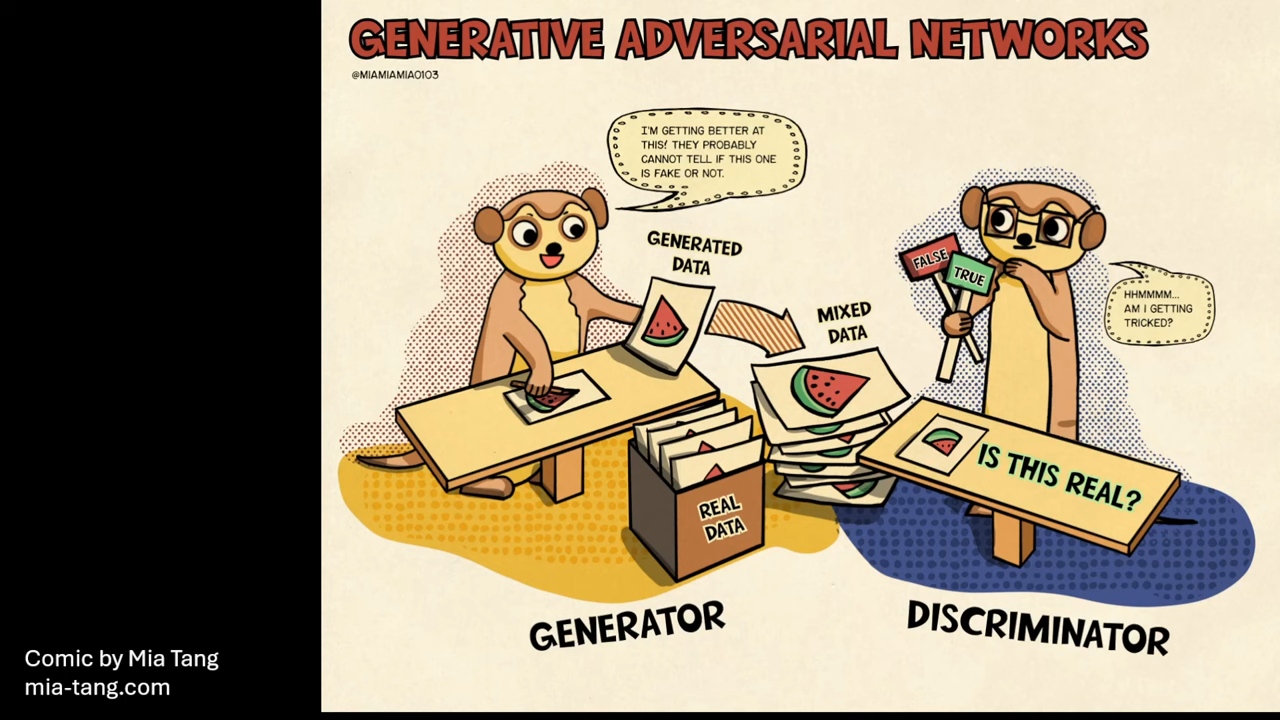 GENERATIVE ADVERSARIAL NETWORKS
@MIAMIAMIA0103
I'M GETTING BETTER AT
THIS! THEY PROBABLY
CANNOT TELL IF THIS ONE
IS FAKE OR NOT.
GENERATED
DATA
MIXED
DATA
FALSE
TRUE
HHMMMM...
AM I GETTING
TRICKED?
REAL
DATA
IS THIS REAL?
GENERATOR
DISCRIMINATOR
Comic by Mia Tang
mia-tang.com